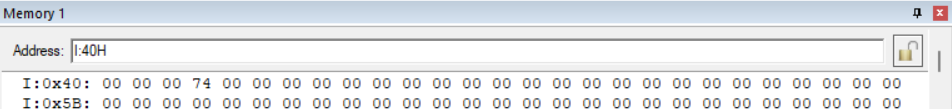 Memory 1
Address: I:40H
I:0x40: 00 00 00 74 00 00 00 00 00 00 00 00 00 00 00 00 00 00 00 00 00 00 00 00 00 00 00
I:0x5B: 00 00 00 00 00 00 00 00 00 00 00 00 00 00 00 00 00 00 00 00 00 00 00 00 00 00 00